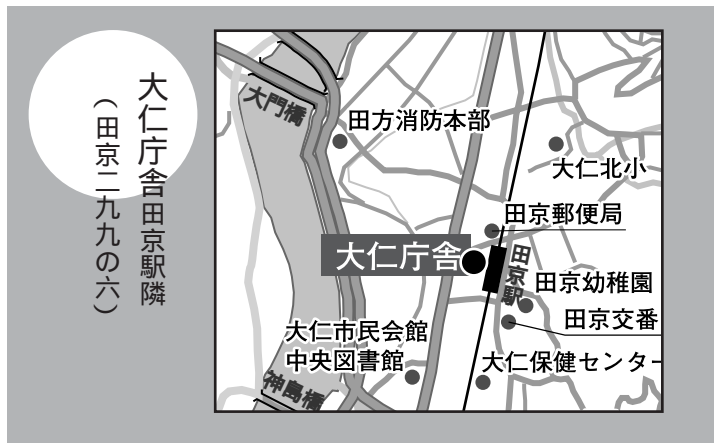 大仁庁舎田京駅隣
(田京二九九の六)
大門橋
田方消防本部
大仁北小
田京郵便局
大仁庁舎
田京駅
田京幼稚園
田京交番
大仁市民会館
中央図書館
大仁保健センター
神島橋